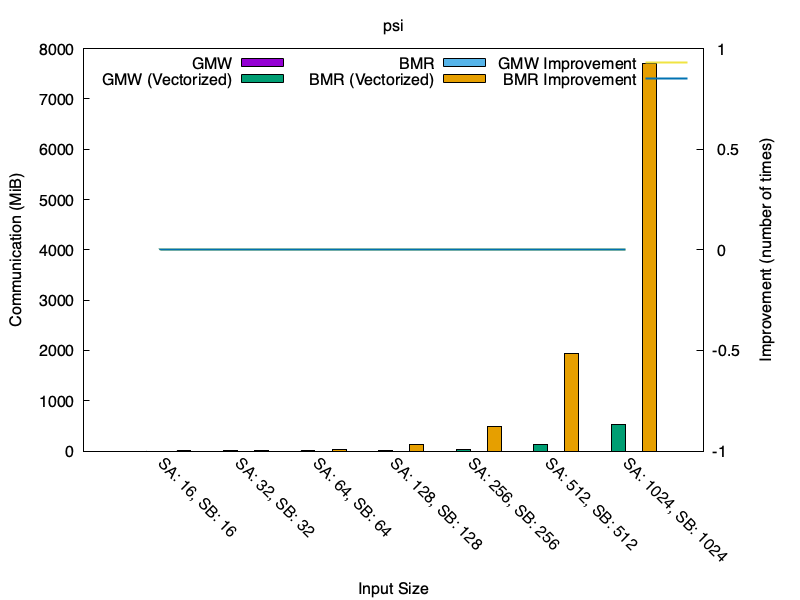 psi
GMW
GMW (Vectorized)
BMR
BMR (Vectorized)
GMW Improvement
BMR Improvement
Communication (MiB)
8000
7000
6000
5000
4000
3000
2000
1000
0
1
0.5
0
-0.5
-1
Improvement (number of times)
SA: 16, SB: 16
SA: 32, SB: 32
SA: 64, SB: 64
SA: 128, SB: 128
SA: 256, SB: 256
SA: 512, SB: 512
SA: 1024, SB: 1024
Input Size